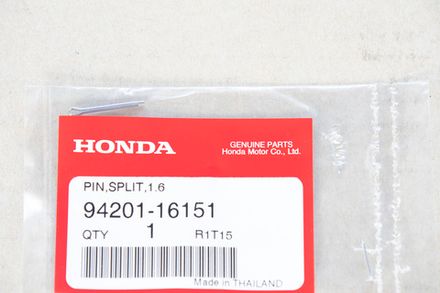 HONDA
GENUINE PARTS
Honda Motor Co., Ltd.
PIN,SPLIT,1.6
94201-16151
QTY 1 R1T15
Made in THAILAND